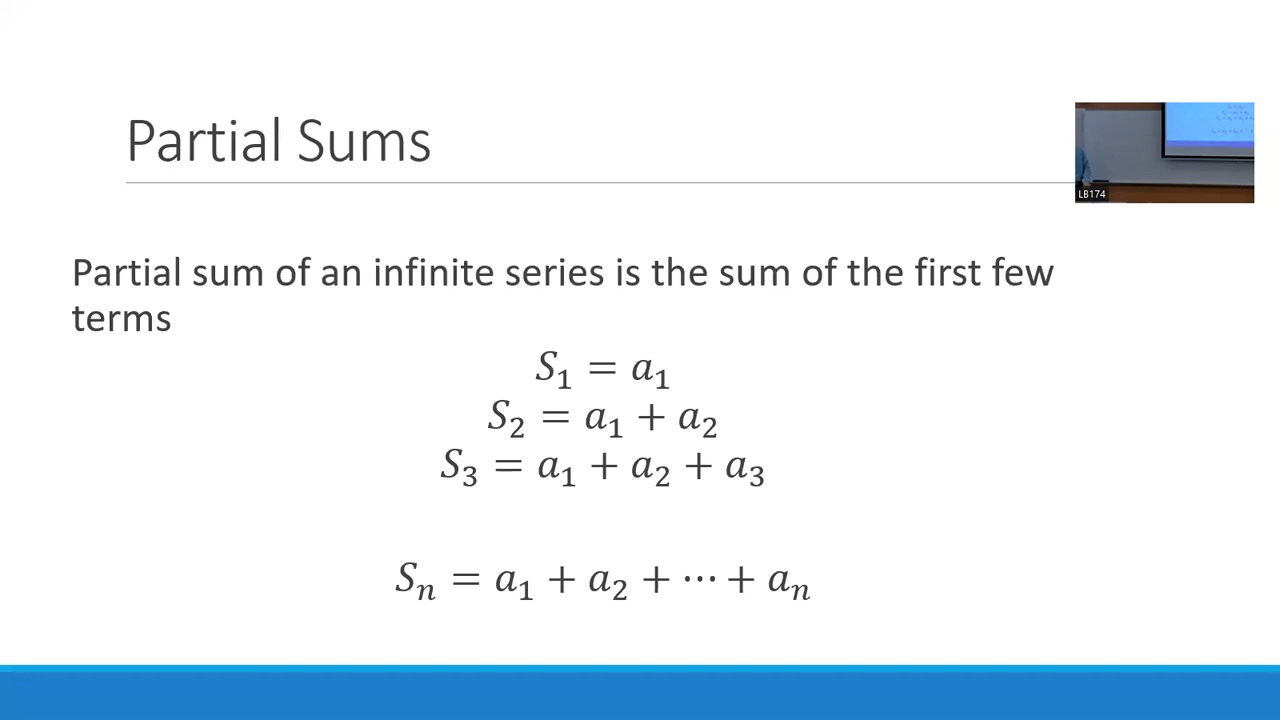 Partial Sums
LB174
Partial sum of an infinite series is the sum of the first few
terms
S₁ = a₁
S₂ = a₁ + a₂
S₃ = a₁ + a₂ + a₃
Sₙ = a₁ + a₂ + ⋯ + aₙ